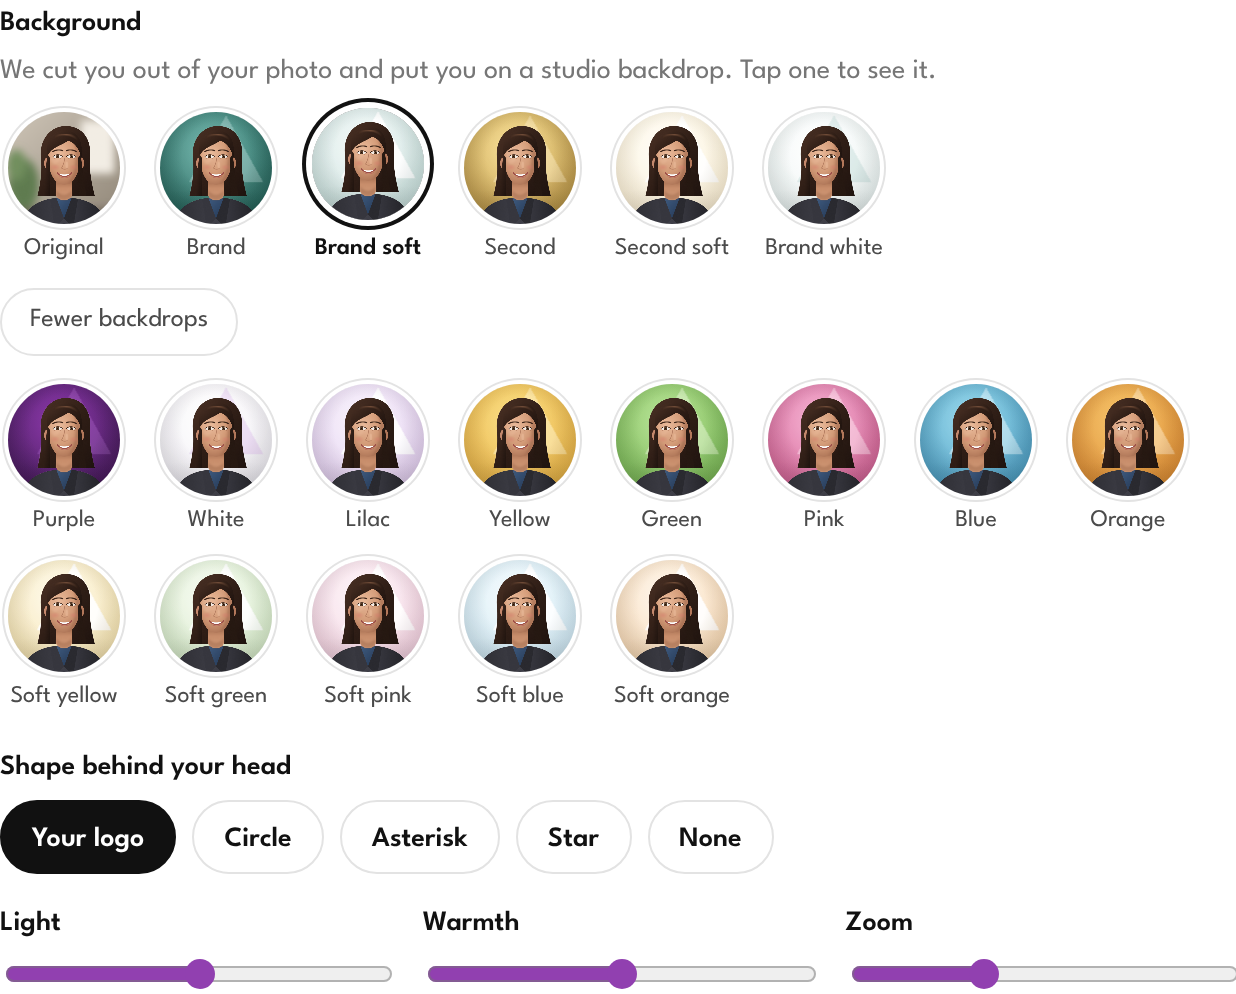 Background
We cut you out of your photo and put you on a studio backdrop. Tap one to see it.
Original Brand Brand soft Second Second soft Brand white
Fewer backdrops
Purple White Lilac Yellow Green Pink Blue Orange
Soft yellow Soft green Soft pink Soft blue Soft orange
Shape behind your head
Your logo Circle Asterisk Star None
Light Warmth Zoom